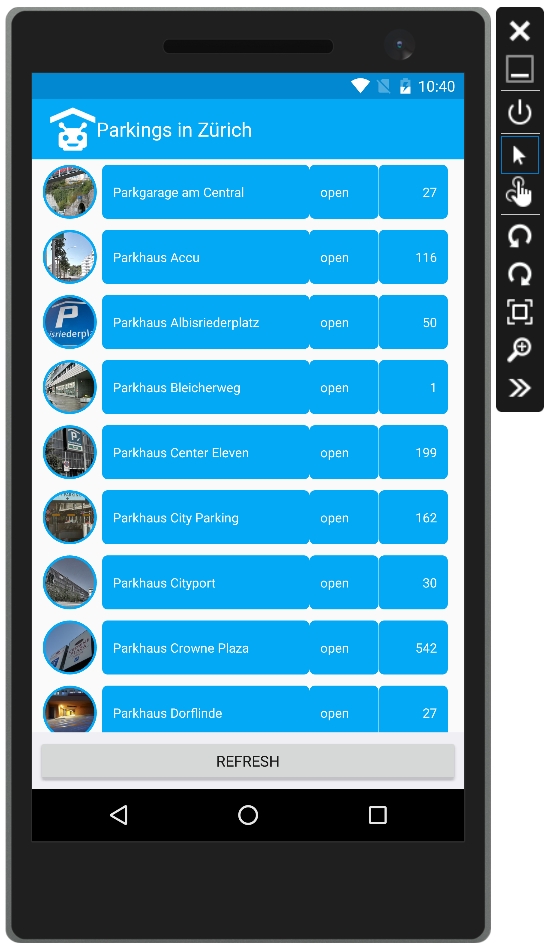 10:40
Parkings in Zürich
Parkgarage am Central open 27
Parkhaus Accu open 116
P
isriederpla
Parkhaus Albisriederplatz open 50
Parkhaus Bleicherweg open 1
Parkhaus Center Eleven open 199
Parkhaus City Parking open 162
Parkhaus Cityport open 30
Parkhaus Crowne Plaza open 542
Parkhaus Dorflinde open 27
REFRESH